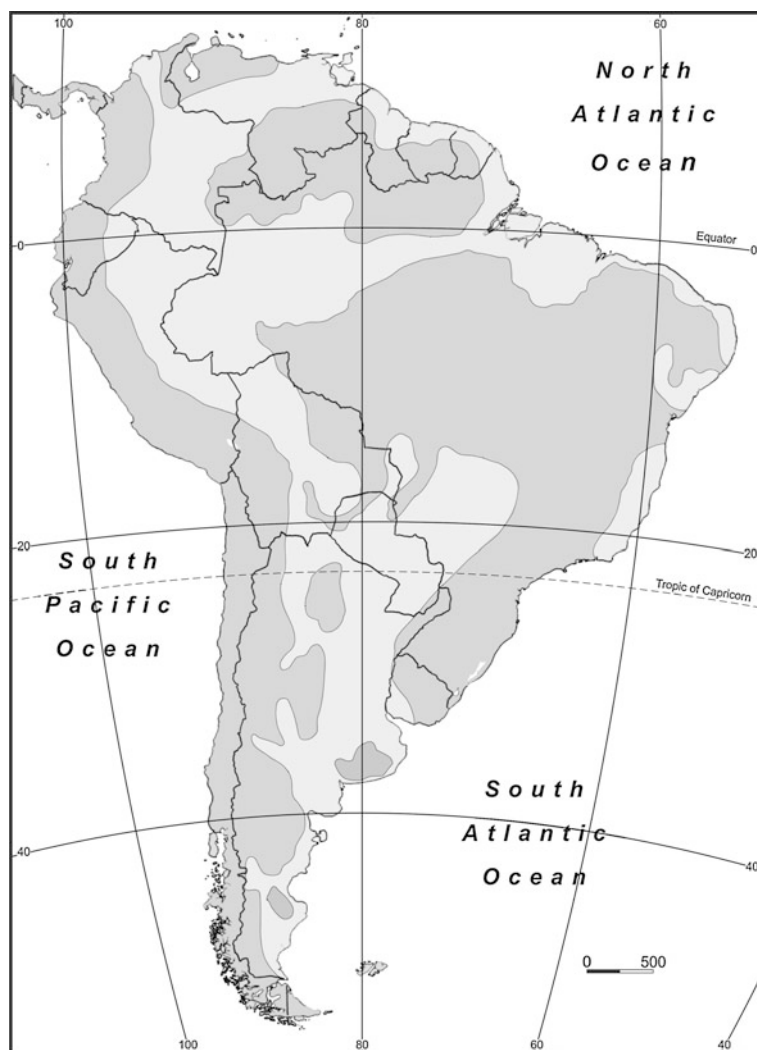 100
80
60
North
Atlantic
Ocean
Equator
0
0
20
20
South
Pacific
Ocean
Tropic of Capricorn
South
Atlantic
Ocean
40
40
0 500
100
80
60
40